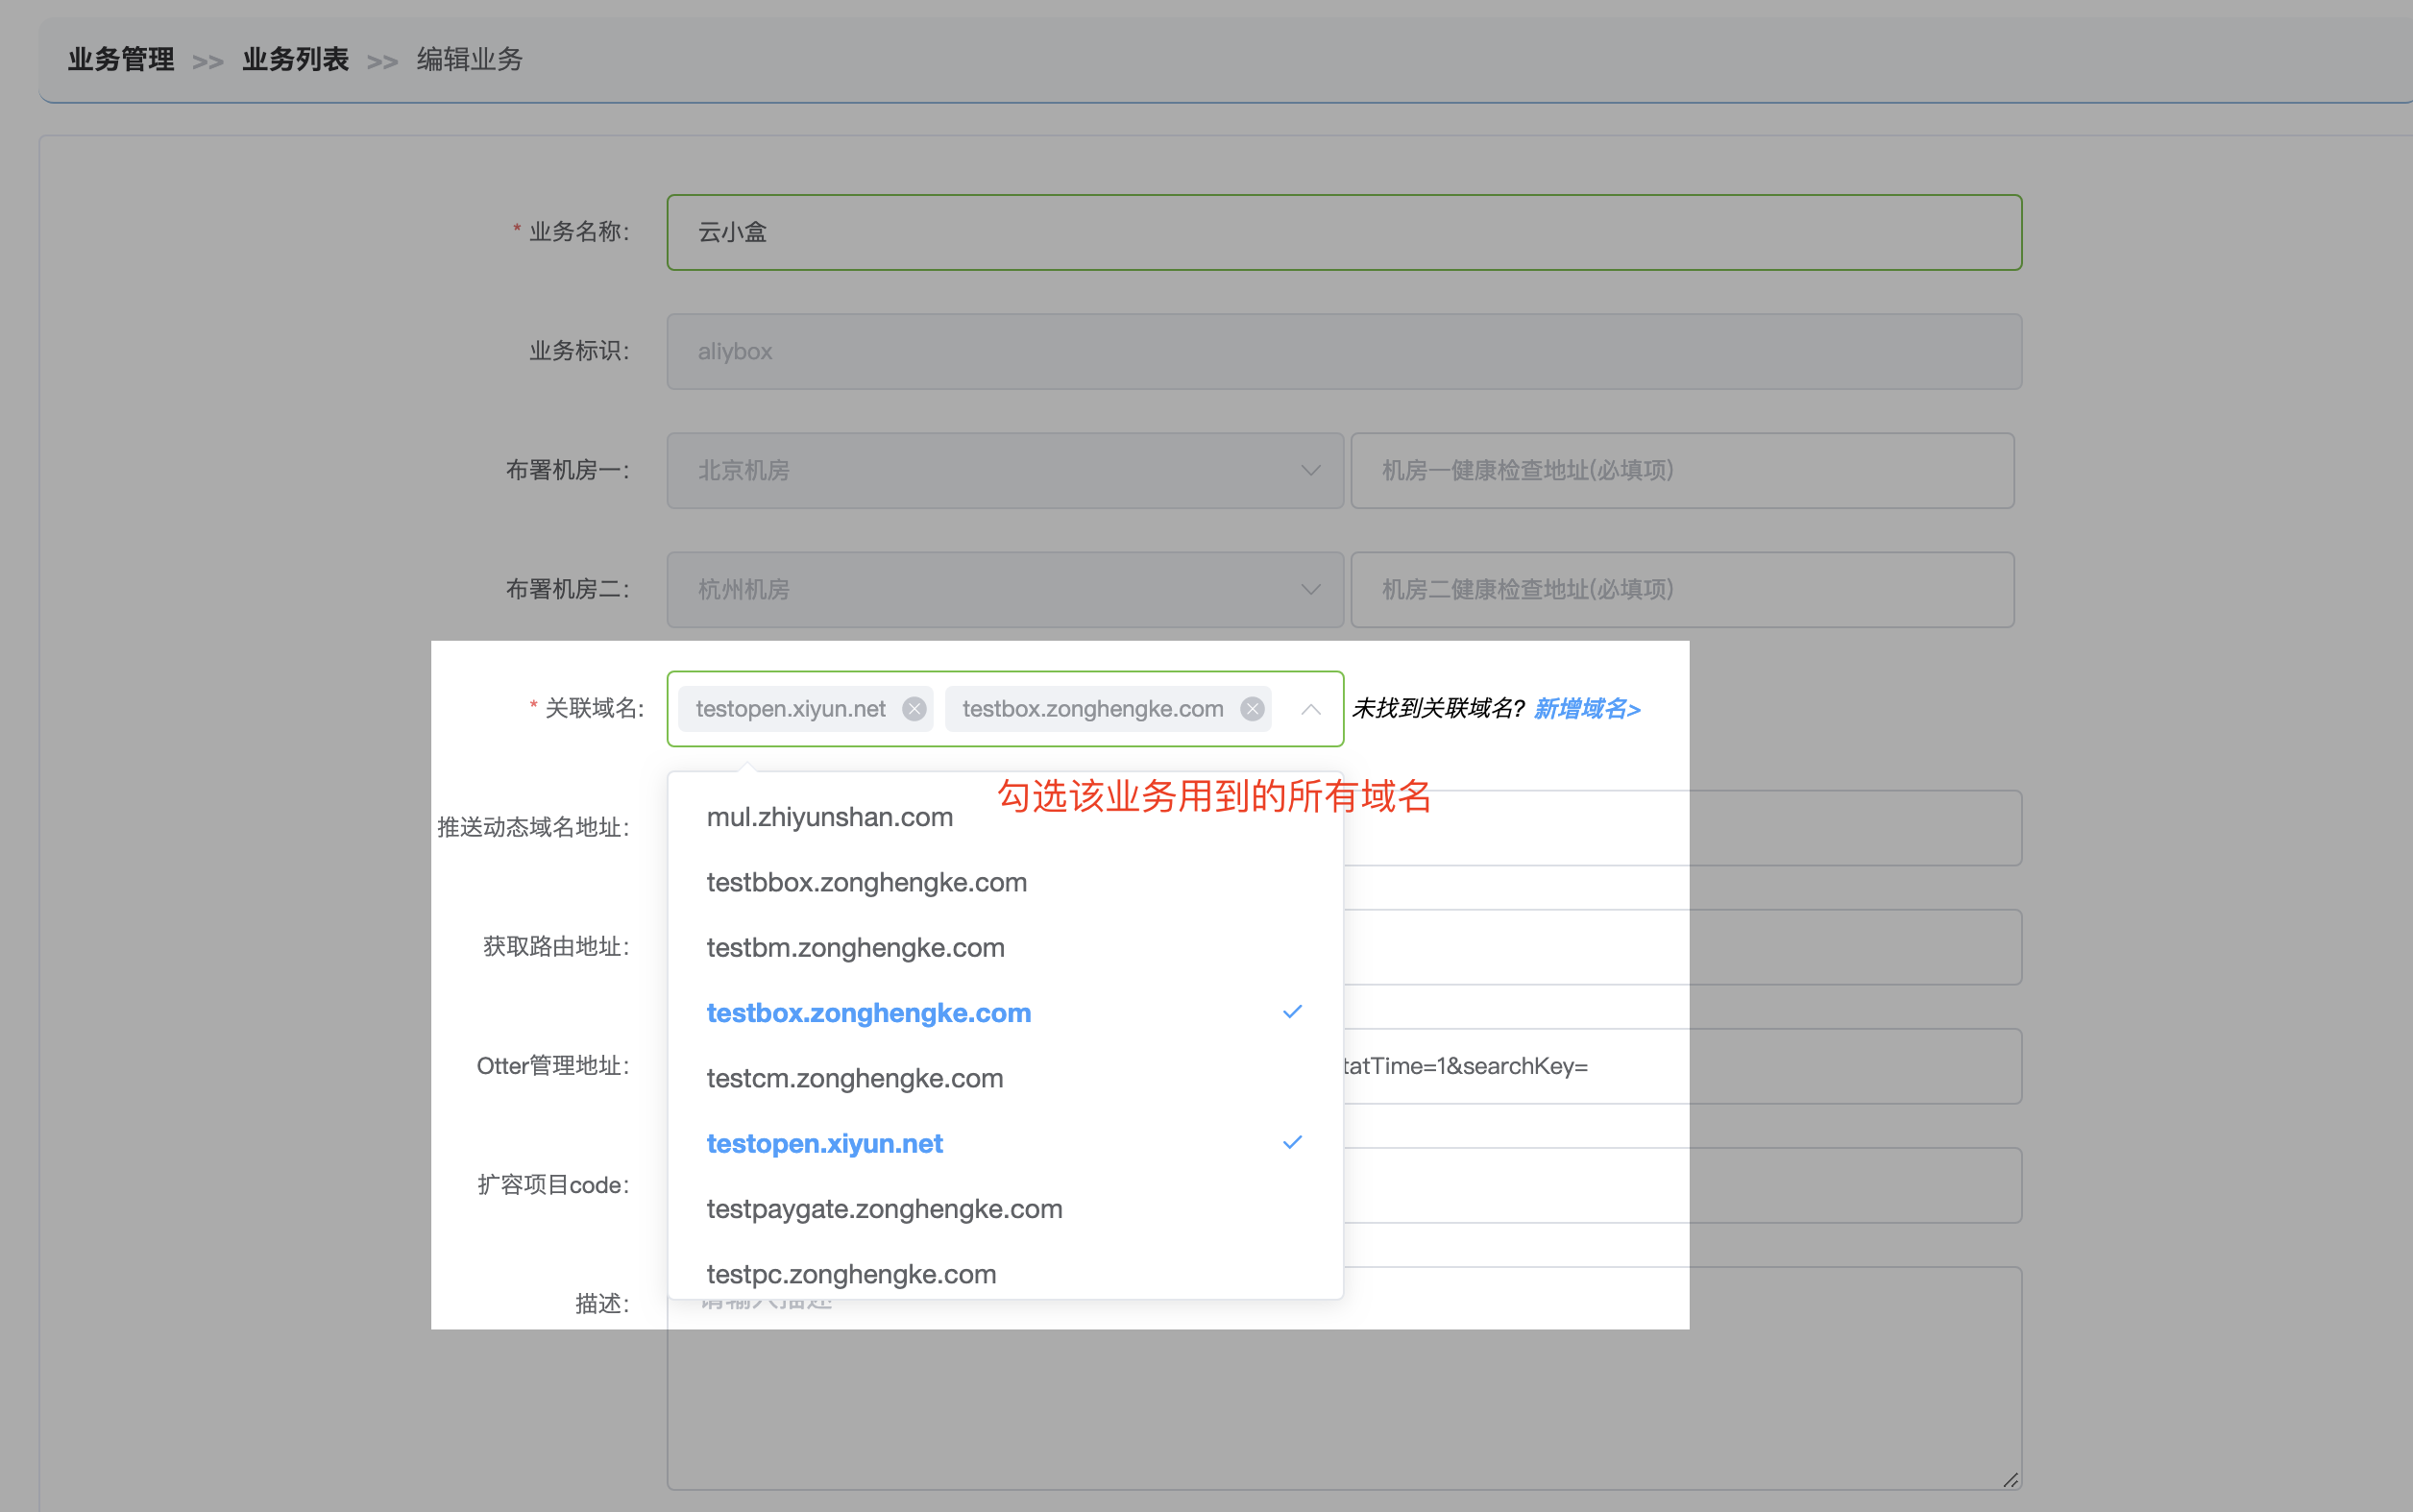 业务管理 >> 业务列表 >> 编辑业务
* 业务名称: 云小盒
业务标识: aliybox
布署机房一: 北京机房 机房一健康检查地址(必填项)
布署机房二: 杭州机房 机房二健康检查地址(必填项)
* 关联域名: testopen.xiyun.net testbox.zonghengke.com 未找到关联域名? 新增域名>
勾选该业务用到的所有域名
mul.zhiyunshan.com
推送动态域名地址:
testbbox.zonghengke.com
获取路由地址:
testbm.zonghengke.com
testbox.zonghengke.com
Otter管理地址: tatTime=1&searchKey=
testcm.zonghengke.com
testopen.xiyun.net
扩容项目code:
testpaygate.zonghengke.com
testpc.zonghengke.com
描述: 请输入描述